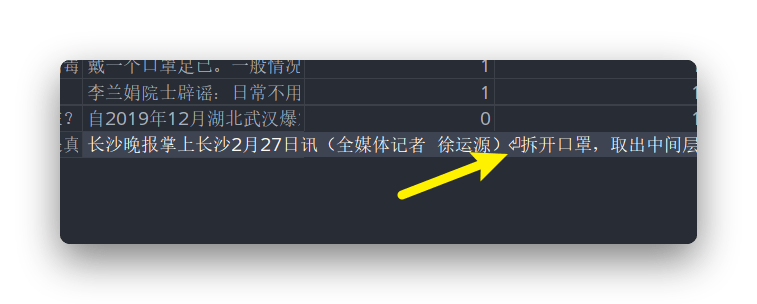 毒 戴一个口罩足已。一般情况 1
李兰娟院士辟谣：日常不用 1 1
？ 自2019年12月湖北武汉爆 0 1
真 长沙晚报掌上长沙2月27日讯（全媒体记者 徐运源）⏎拆开口罩，取出中间层